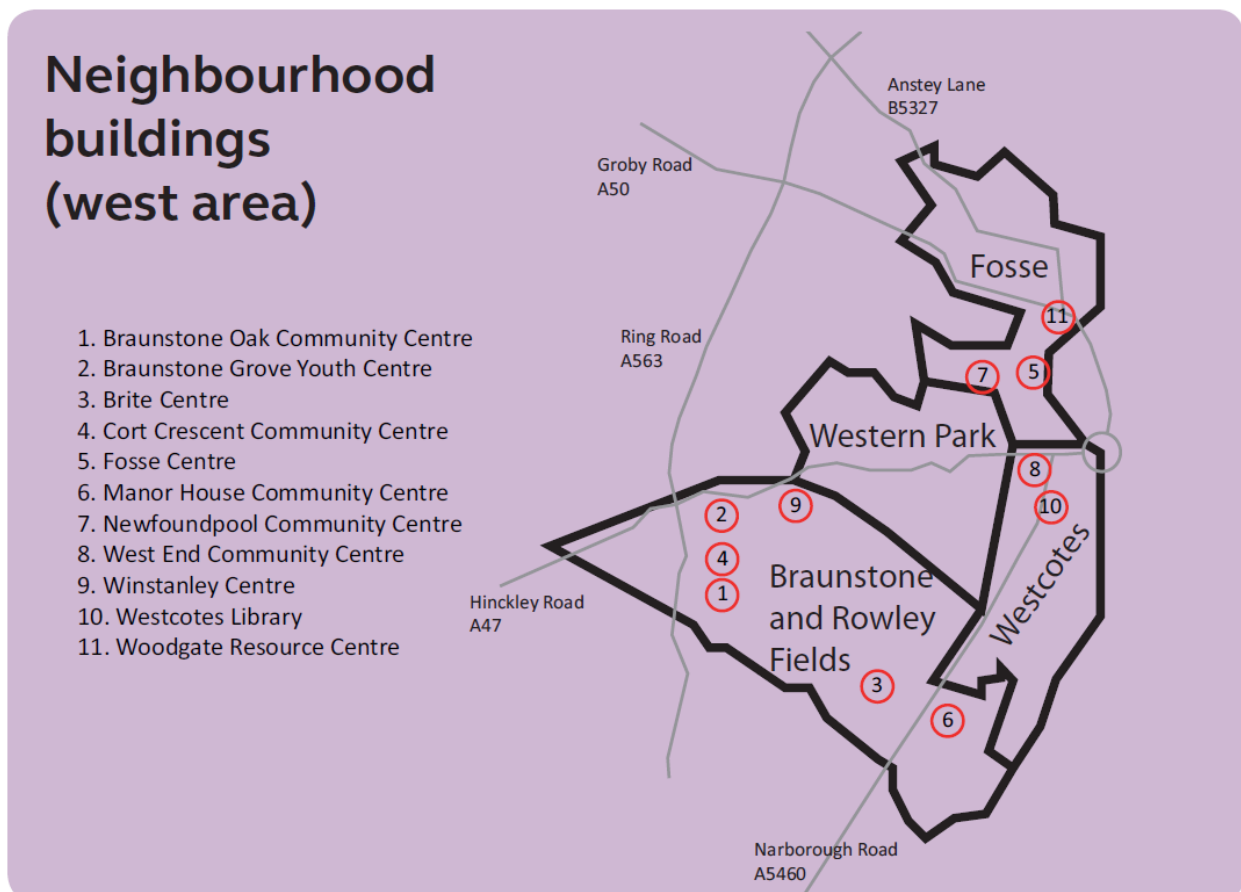 Neighbourhood
buildings
(west area)
1. Braunstone Oak Community Centre
2. Braunstone Grove Youth Centre
3. Brite Centre
4. Cort Crescent Community Centre
5. Fosse Centre
6. Manor House Community Centre
7. Newfoundpool Community Centre
8. West End Community Centre
9. Winstanley Centre
10. Westcotes Library
11. Woodgate Resource Centre
Anstey Lane
B5327
Groby Road
A50
Fosse
11
Ring Road
A563
7
5
Western Park
8
9
10
2
4
1
Braunstone
and Rowley
Fields
Westcotes
Hinckley Road
A47
3
6
Narborough Road
A5460